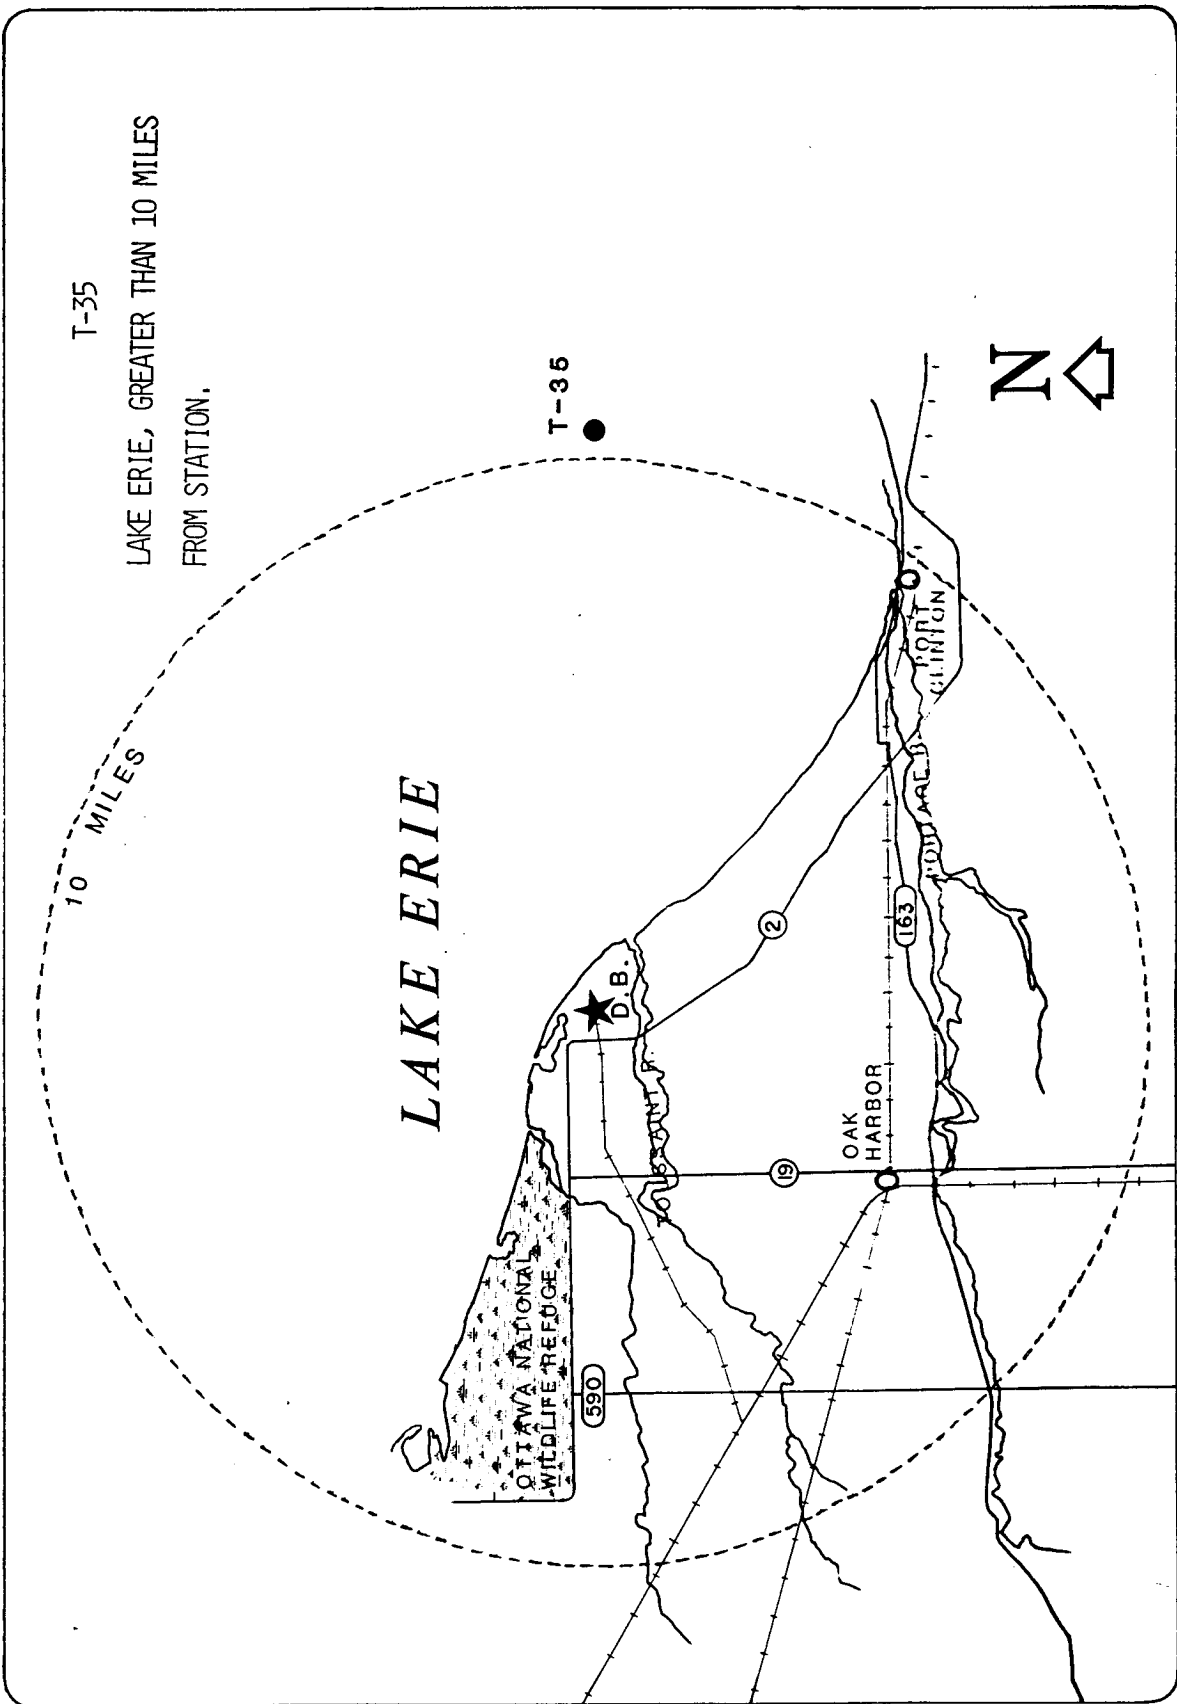 T-35
LAKE ERIE, GREATER THAN 10 MILES
FROM STATION.
10 MILES
LAKE ERIE
T-35
D.B.
OTTAWA NATIONAL
WILDLIFE REFUGE
590
19
2
163
OAK
HARBOR
PORT
CLINTON
N